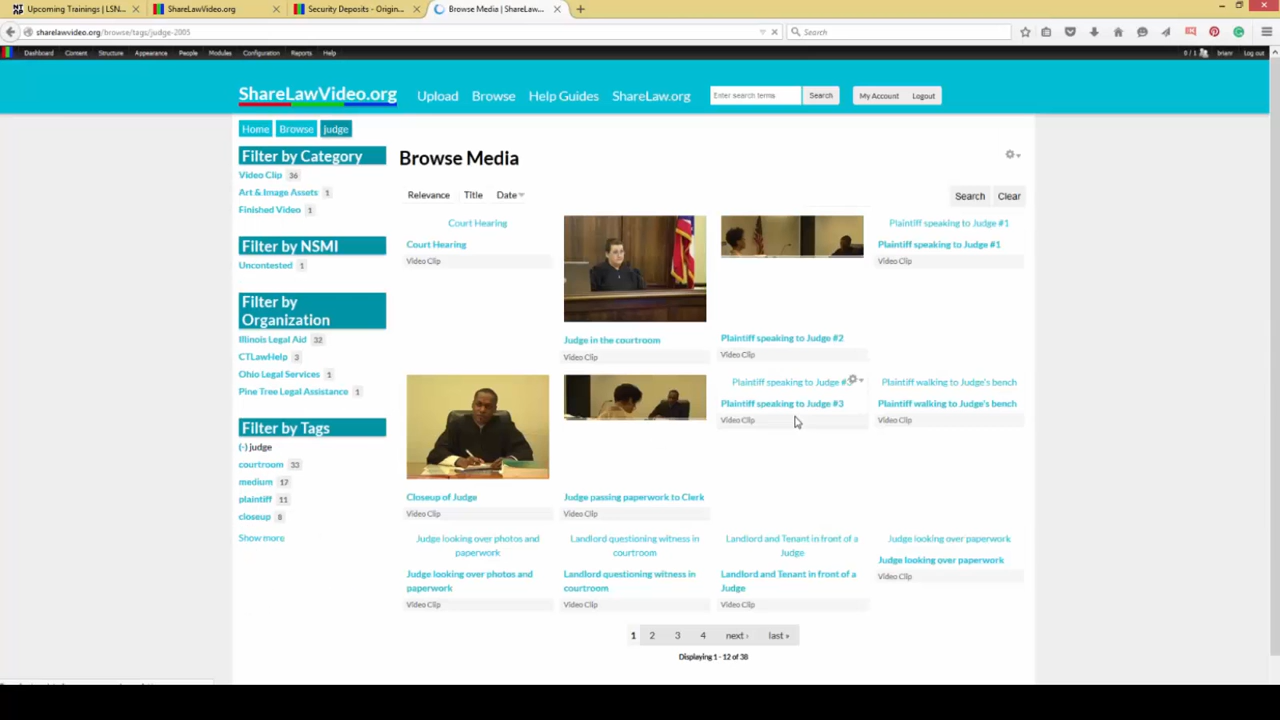 Upcoming Trainings | LSN...
ShareLawVideo.org
Security Deposits - Origin...
Browse Media | ShareLaw...
sharelawvideo.org/browse/tags/judge-2005
Search
Dashboard Content Structure Appearance People Modules Configuration Reports Help
0 / 1 brianr Log out
ShareLawVideo.org
Upload Browse Help Guides ShareLaw.org
Enter search terms
Search
My Account Logout
Home Browse judge
Filter by Category
Video Clip 36
Art & Image Assets 1
Finished Video 1
Filter by NSMI
Uncontested 1
Filter by
Organization
Illinois Legal Aid 32
CTLawHelp 3
Ohio Legal Services 1
Pine Tree Legal Assistance 1
Filter by Tags
(-) judge
courtroom 33
medium 17
plaintiff 11
closeup 8
Show more
Browse Media
Relevance Title Date
Search Clear
Court Hearing
Court Hearing
Video Clip
Judge in the courtroom
Video Clip
Plaintiff speaking to Judge #2
Video Clip
Plaintiff speaking to Judge #1
Plaintiff speaking to Judge #1
Video Clip
Closeup of Judge
Video Clip
Judge passing paperwork to Clerk
Video Clip
Plaintiff speaking to Judge #
Plaintiff speaking to Judge #3
Video Clip
Plaintiff walking to Judge's bench
Plaintiff walking to Judge's bench
Video Clip
Judge looking over photos and
paperwork
Judge looking over photos and
paperwork
Video Clip
Landlord questioning witness in
courtroom
Landlord questioning witness in
courtroom
Video Clip
Landlord and Tenant in front of a
Judge
Landlord and Tenant in front of a
Judge
Video Clip
Judge looking over paperwork
Judge looking over paperwork
Video Clip
1 2 3 4 next › last »
Displaying 1 - 12 of 38